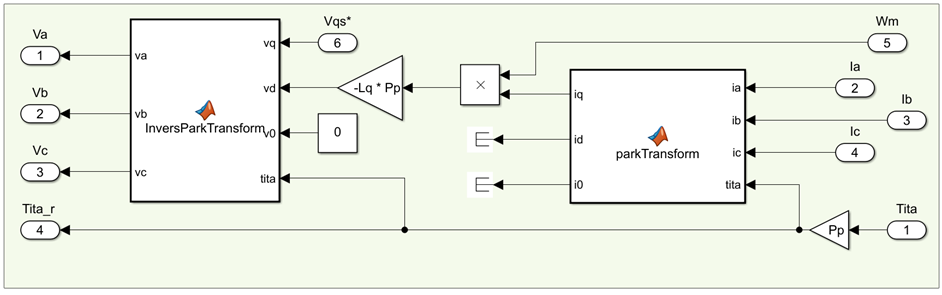 Va
1
Vb
2
Vc
3
Tita_r
4
va
vb
vc
InversParkTransform
vq
vd
v0
tita
Vqs*
6
-Lq * Pp
0
×
iq
id
i0
parkTransform
ia
ib
ic
tita
Wm
5
Ia
2
Ib
3
Ic
4
Pp
Tita
1